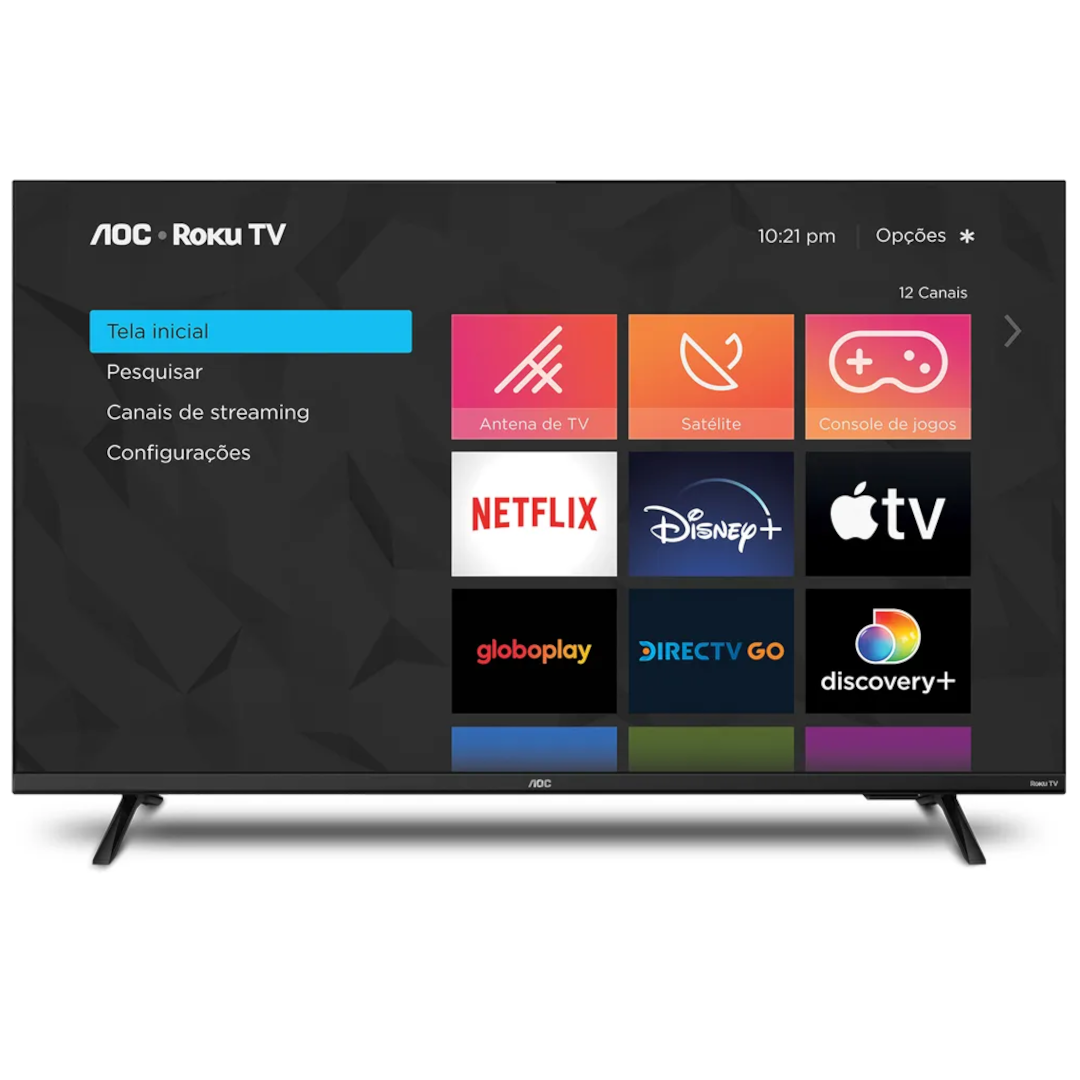 AOC • Roku TV
10:21 pm | Opções *
12 Canais
Tela inicial
Pesquisar
Canais de streaming
Configurações
Antena de TV
Satélite
Console de jogos
NETFLIX
Disney+
tv
globoplay
DIRECTV GO
discovery+
AOC
Roku TV